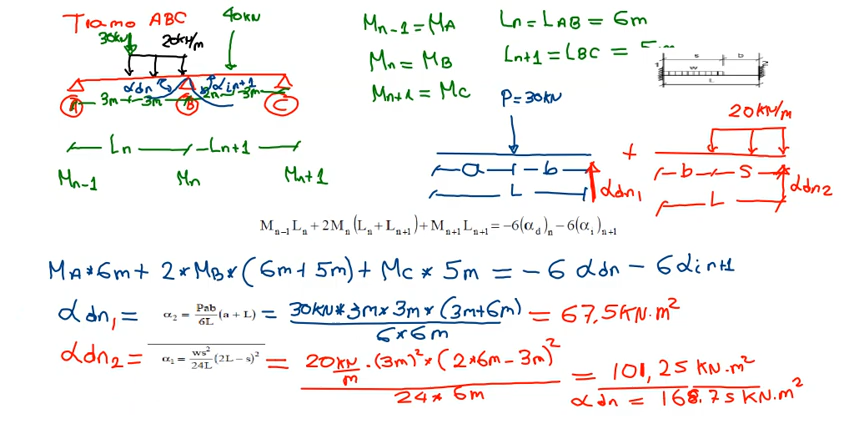 Tramo ABC
30kN
20kN/m
40kN
αdn
αin+1
A
B
C
3m
3m
2m
3m
Ln
Ln+1
Mn-1
Mn
Mn+1
Mn-1 = MA
Mn = MB
Mn+1 = MC
Ln = LAB = 6m
Ln+1 = LBC =
s
b
w
L
P=30KN
a
b
L
αdn1
+
20KN/m
b
s
L
αdn2
Mn-1Ln + 2Mn(Ln + Ln+1) + Mn+1Ln+1 = -6(αd)n - 6(αi)n+1
MA*6m + 2*MB*(6m+5m) + MC*5m = -6αdn - 6αin+1
αdn1 = α2 = Pab/6L (a + L) = 30KN*3m*3m*(3m+6m)/6*6m = 67,5KN.m²
αdn2 = α1 = ws²/24L (2L-s)² = 20KN/m.(3m)²*(2*6m-3m)²/24*6m = 101,25 KN.m²
αdn = 168.75 KN.m²